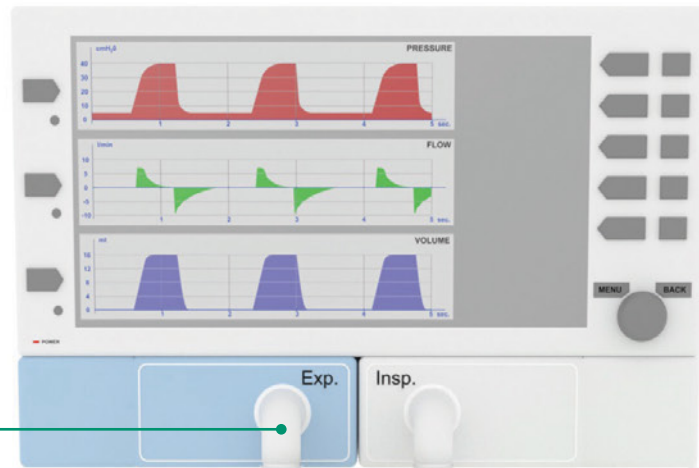 cmH₂O
PRESSURE
40
30
20
10
0
1
2
3
4
5 sec.
l/min
FLOW
10
5
0
-5
-10
1
2
3
4
5 sec.
ml
VOLUME
16
12
8
4
0
1
2
3
4
5 sec.
MENU
BACK
POWER
Exp.
Insp.